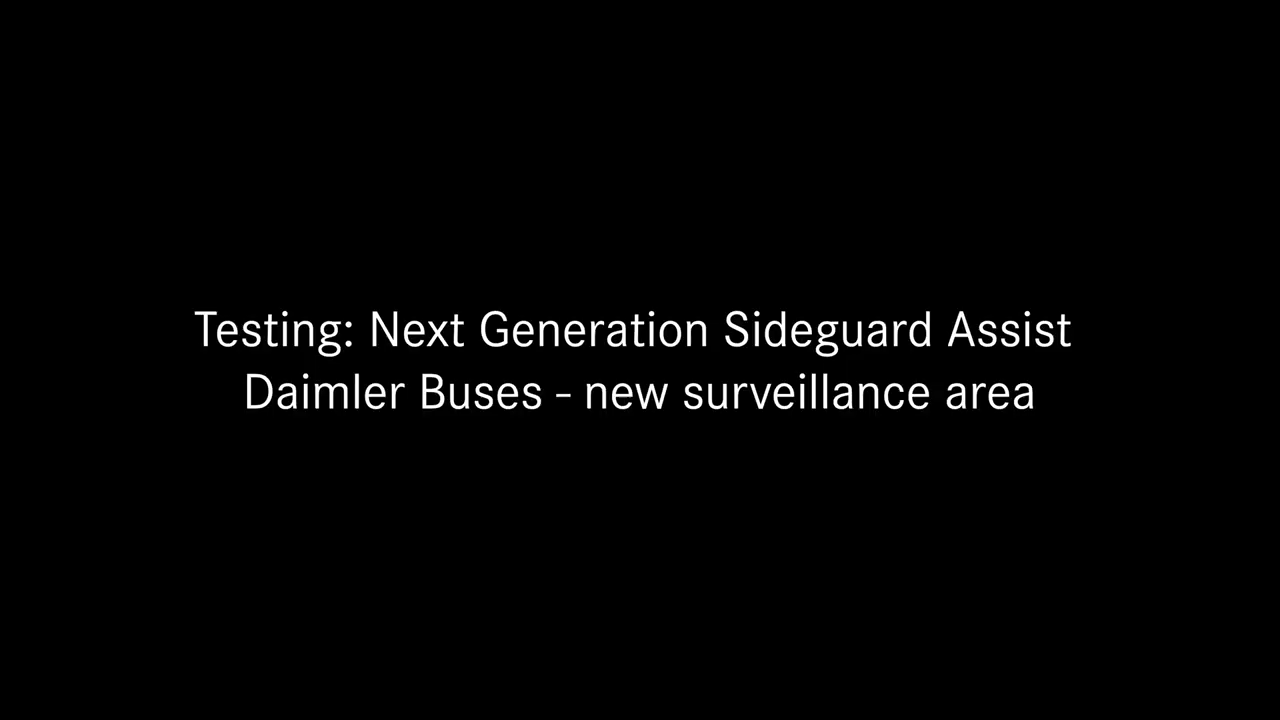 Testing: Next Generation Sideguard Assist
Daimler Buses - new surveillance area